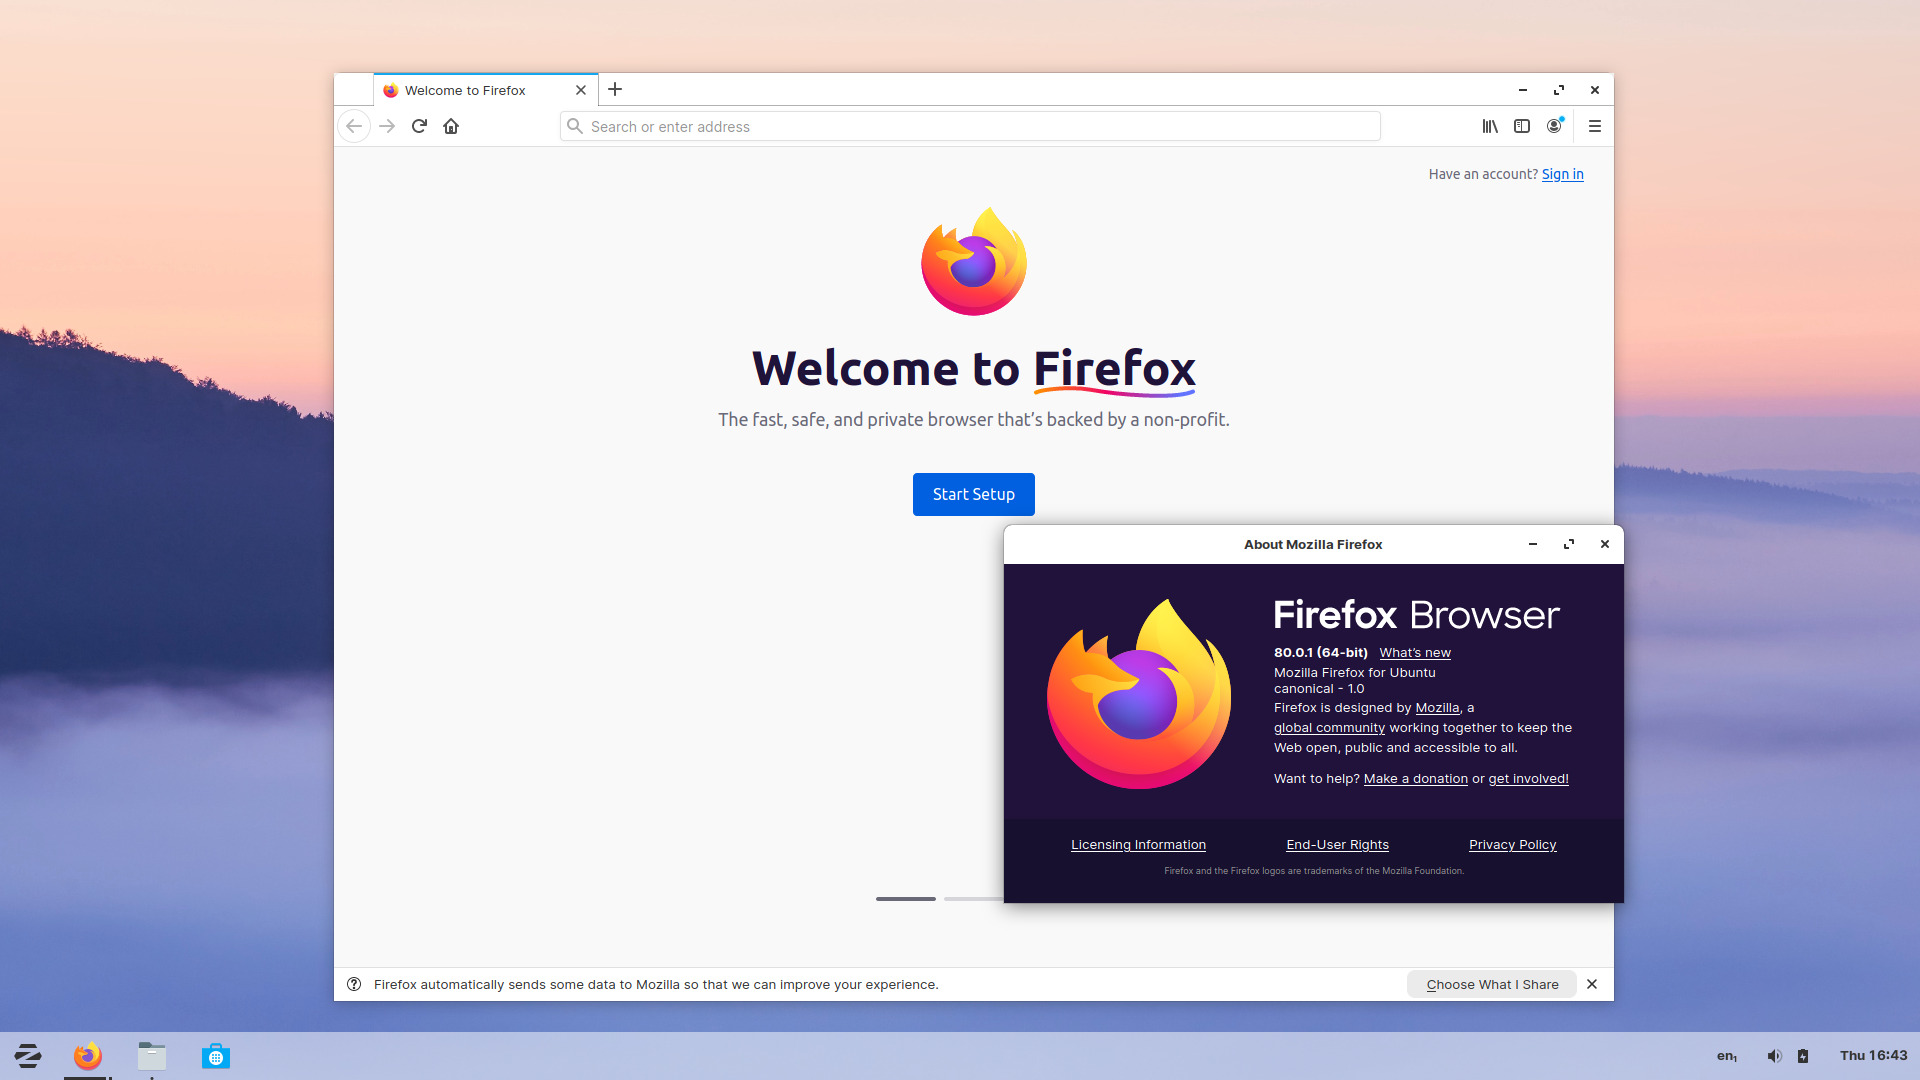 Welcome to Firefox
Search or enter address
Have an account? Sign in
Welcome to Firefox
The fast, safe, and private browser that’s backed by a non-profit.
Start Setup
About Mozilla Firefox
Firefox Browser
80.0.1 (64-bit) What’s new
Mozilla Firefox for Ubuntu
canonical - 1.0
Firefox is designed by Mozilla, a
global community working together to keep the
Web open, public and accessible to all.
Want to help? Make a donation or get involved!
Licensing Information End-User Rights Privacy Policy
Firefox and the Firefox logos are trademarks of the Mozilla Foundation.
Firefox automatically sends some data to Mozilla so that we can improve your experience.
Choose What I Share
en₁ Thu 16:43